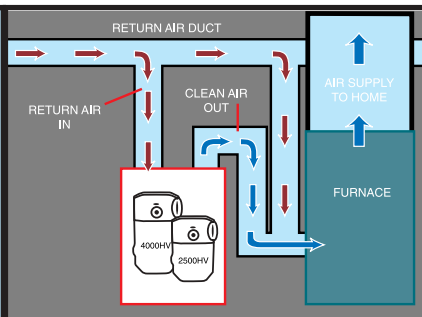 RETURN AIR DUCT
RETURN AIR
IN
CLEAN AIR
OUT
AIR SUPPLY
TO HOME
FURNACE
4000HV
2500HV